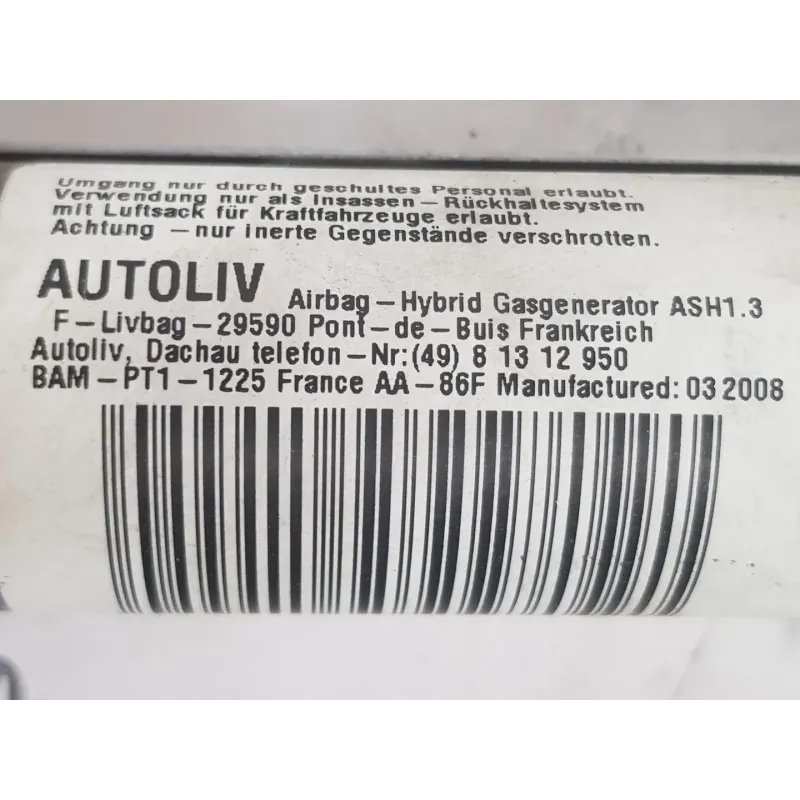 Umgang nur durch geschultes Personal erlaubt.
Verwendung nur als Insassen-Rückhaltesystem
mit Luftsack für Kraftfahrzeuge erlaubt.
Achtung -nur inerte Gegenstände verschrotten.
AUTOLIV Airbag-Hybrid Gasgenerator ASH1.3
F-Livbag-29590 Pont-de-Buis Frankreich
Autoliv, Dachau telefon-Nr:(49) 8 13 12 950
BAM-PT1-1225 France AA-86F Manufactured: 03 2008